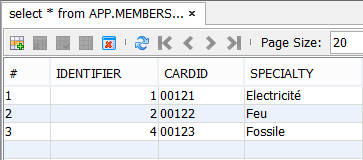 select * from APP.MEMBERS... ×
Page Size: 20
# IDENTIFIER CARDID SPECIALTY
1 1 00121 Electricité
2 2 00122 Feu
3 4 00123 Fossile